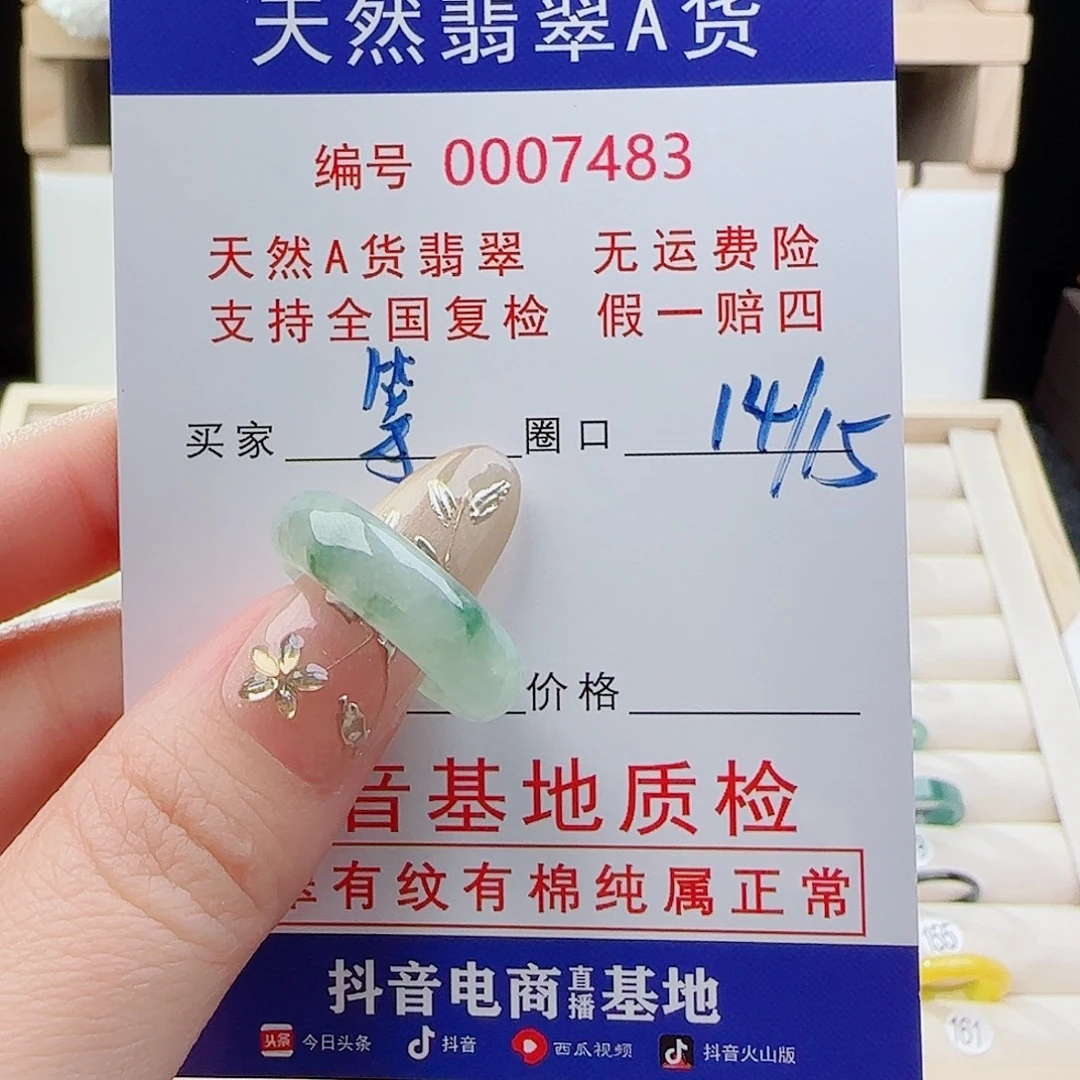 天然翡翠A货
编号 0007483
天然A货翡翠 无运费险
支持全国复检 假一赔四
买家 圈口 14/15
价格
音基地质检
有纹有棉纯属正常
抖音电商直播基地
头条 今日头条 抖音 西瓜视频 抖音火山版
155
161